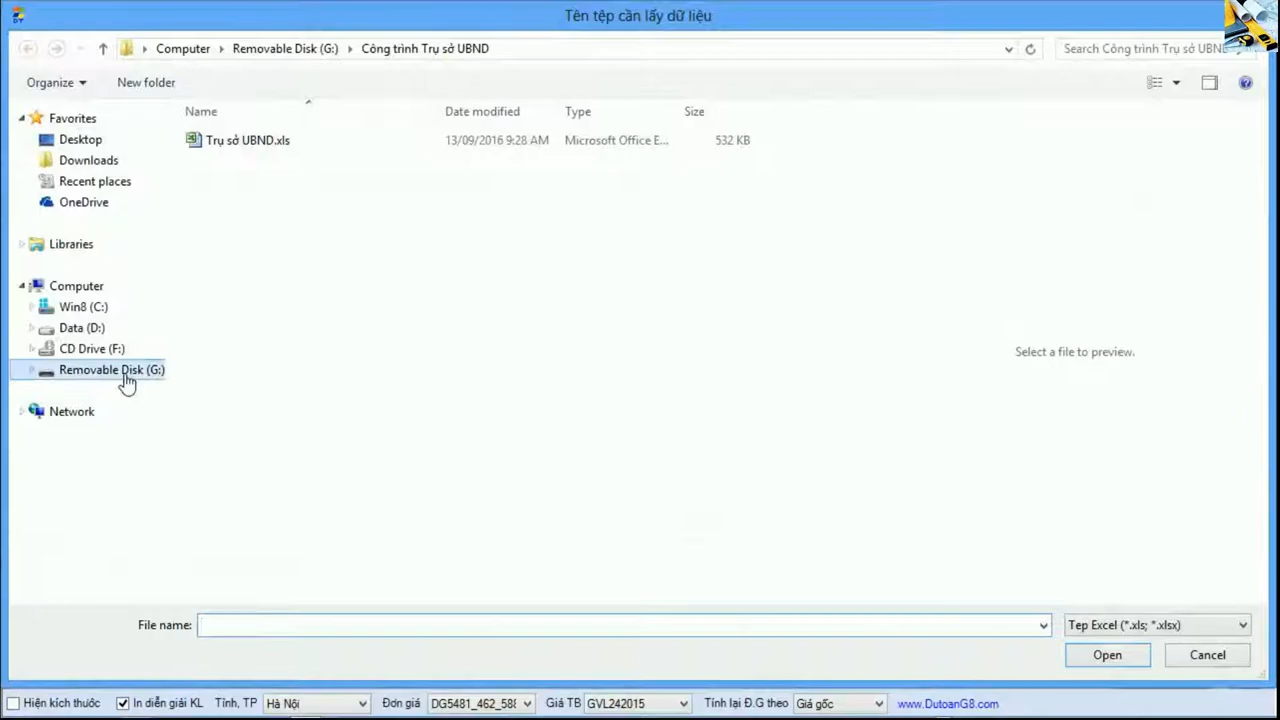 Tên tệp cần lấy dữ liệu
Computer Removable Disk (G:) Công trình Trụ sở UBND
Search Công trình Trụ sở UBND
Organize New folder
Name Date modified Type Size
Trụ sở UBND.xls 13/09/2016 9:28 AM Microsoft Office E... 532 KB
Favorites
Desktop
Downloads
Recent places
OneDrive
Libraries
Computer
Win8 (C:)
Data (D:)
CD Drive (F:)
Removable Disk (G:)
Network
Select a file to preview.
File name: Tep Excel (*.xls; *.xlsx)
Open Cancel
Hiện kích thước In diễn giải KL Tỉnh, TP Hà Nội Đơn giá DG5481_462_588 Giá TB GVL242015 Tính lại Đ.G theo Giá gốc www.DutoanG8.com